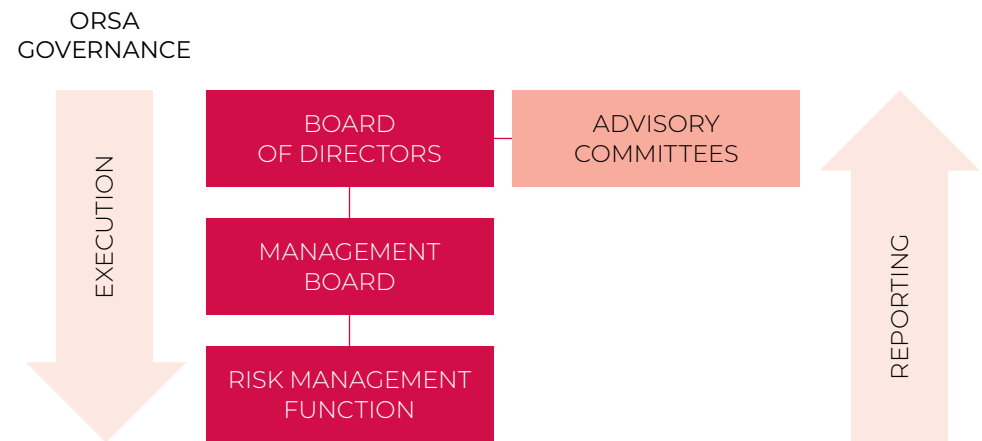 ORSA
GOVERNANCE
EXECUTION
BOARD
OF DIRECTORS
ADVISORY
COMMITTEES
MANAGEMENT
BOARD
RISK MANAGEMENT
FUNCTION
REPORTING